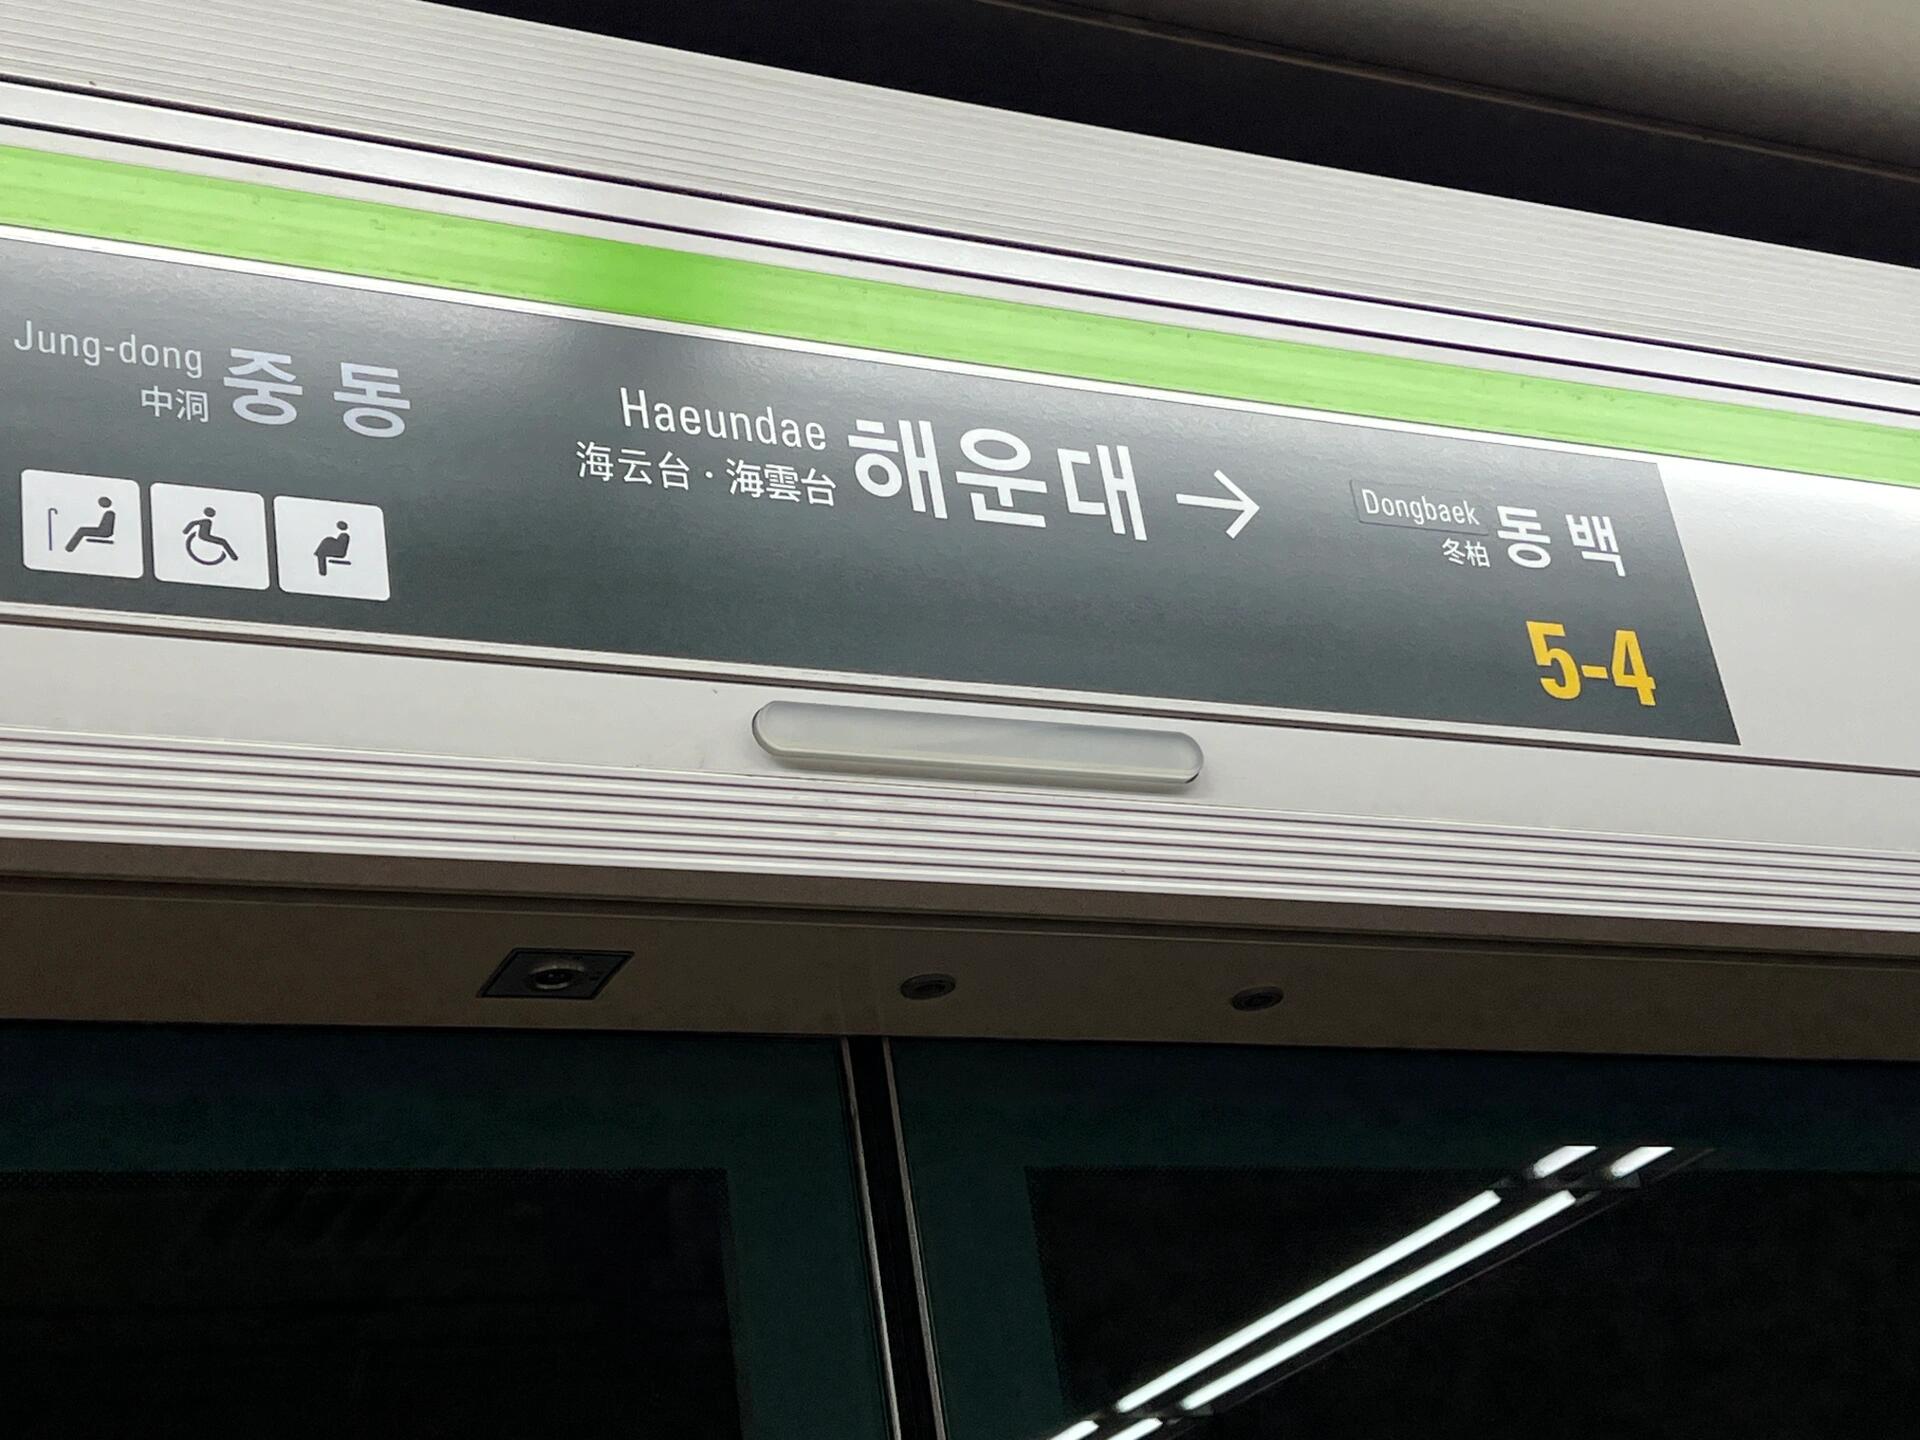 Jung-dong
中洞
중동
Haeundae
海云台·海雲台
해운대 →
Dongbaek
冬柏
동백
5-4